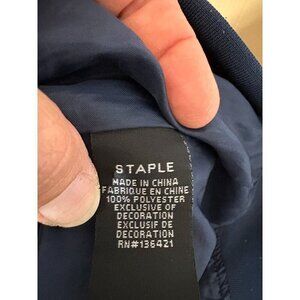 STAPLE
MADE IN CHINA
FABRIQUE EN CHINE
100% POLYESTER
EXCLUSIVE OF
DECORATION
EXCLUSIF DE
DECORATION
RN#136421